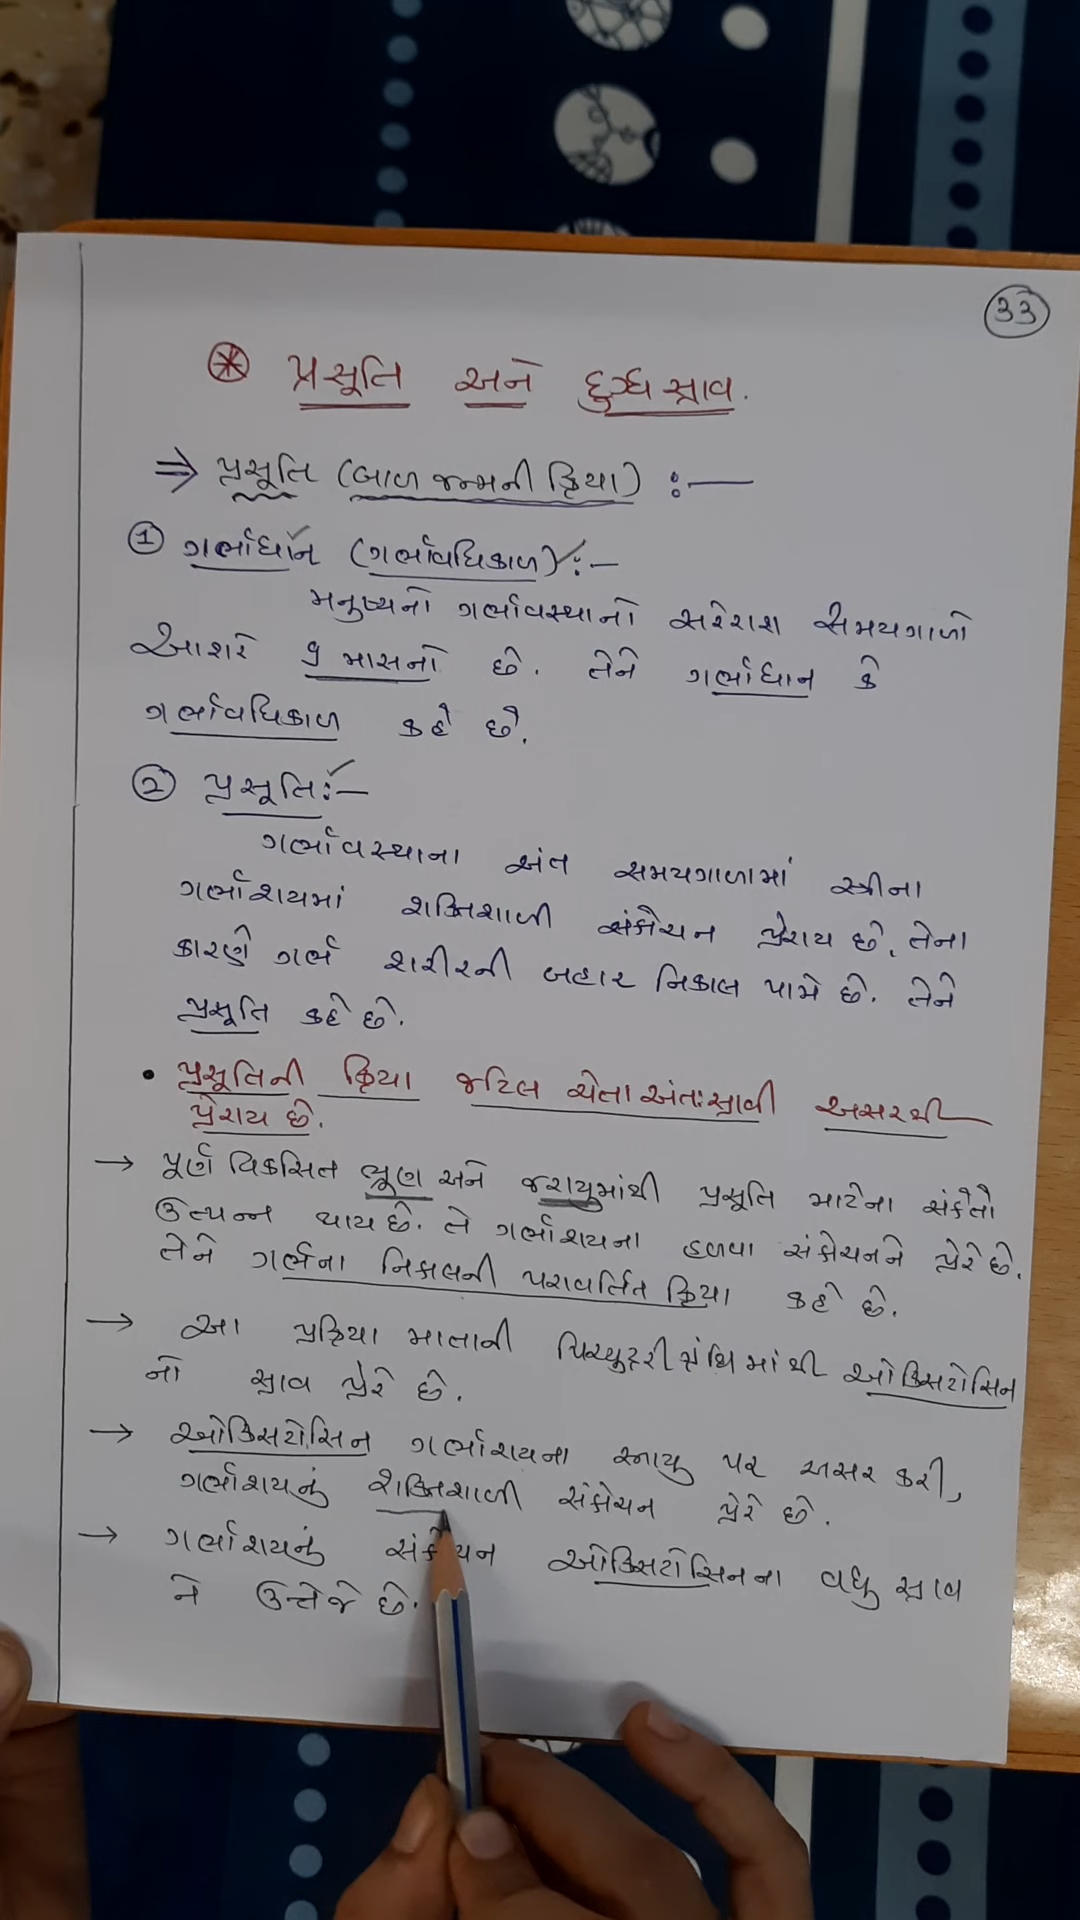 33
* પ્રસૂતિ અને દુગ્ધસ્ત્રાવ.
⇒ પ્રસૂતિ (બાળ જન્મની ક્રિયા) :—
① ગર્ભાધાન (ગર્ભાવધિકાળ) :–
મનુષ્યનો ગર્ભાવસ્થાનો સરેરાશ સમયગાળો
આશરે ૯ માસનો છે. તેને ગર્ભાધાન કે
ગર્ભાવધિકાળ કહે છે.
② પ્રસૂતિ:–
ગર્ભાવસ્થાના અંત સમયગાળામાં સ્ત્રીના
ગર્ભાશયમાં શક્તિશાળી સંકોચન પ્રેરાય છે. તેના
કારણે ગર્ભ શરીરની બહાર નિકાલ પામે છે. તેને
પ્રસૂતિ કહે છે.
• પ્રસૂતિની ક્રિયા જટિલ ચેતાઅંતઃસ્ત્રાવી અસરથી
પ્રેરાય છે.
→ પૂર્ણ વિકસિત ભ્રૂણ અને જરાયુમાંથી પ્રસૂતિ માટેના સંકેતો
ઉત્પન્ન થાય છે. તે ગર્ભાશયના હળવા સંકોચનને પ્રેરે છે.
તેને ગર્ભના નિકાલની પરાવર્તિત ક્રિયા કહે છે.
→ આ પ્રક્રિયા માતાની પિટ્યુટરી ગ્રંથિમાંથી ઓક્સિટોસિન
નો સ્ત્રાવ પ્રેરે છે.
→ ઓક્સિટોસિન ગર્ભાશયના સ્નાયુ પર અસર કરી,
ગર્ભાશયનું શક્તિશાળી સંકોચન પ્રેરે છે.
→ ગર્ભાશયનું સંકોચન ઓક્સિટોસિનના વધુ સ્ત્રાવ
ને ઉત્તેજે છે.